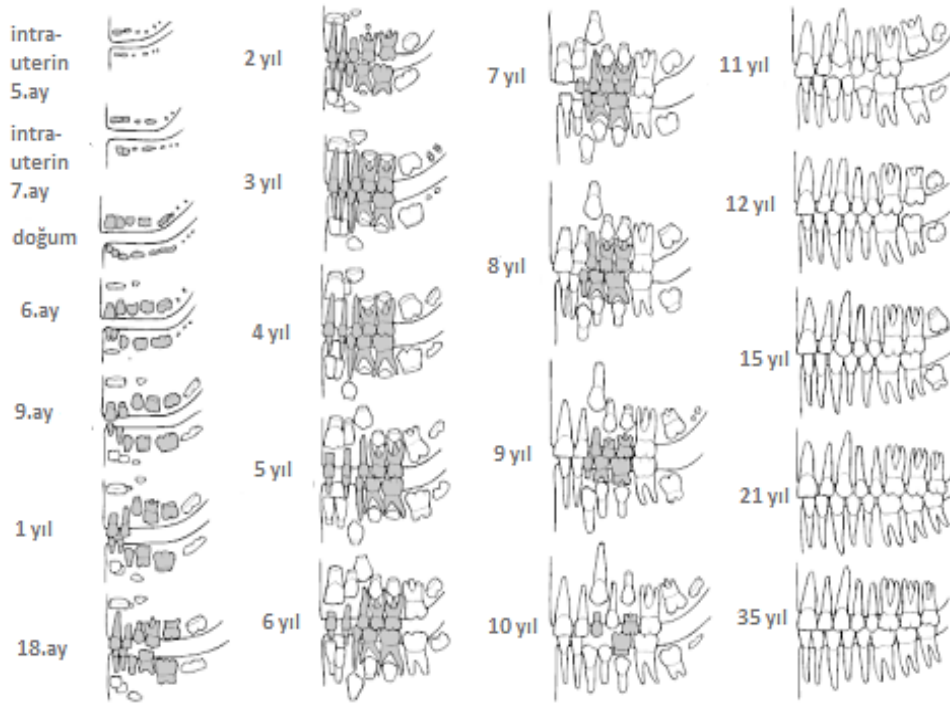 intra-
uterin
5.ay
intra-
uterin
7.ay
doğum
6.ay
9.ay
1 yıl
18.ay
2 yıl
3 yıl
4 yıl
5 yıl
6 yıl
7 yıl
8 yıl
9 yıl
10 yıl
11 yıl
12 yıl
15 yıl
21 yıl
35 yıl